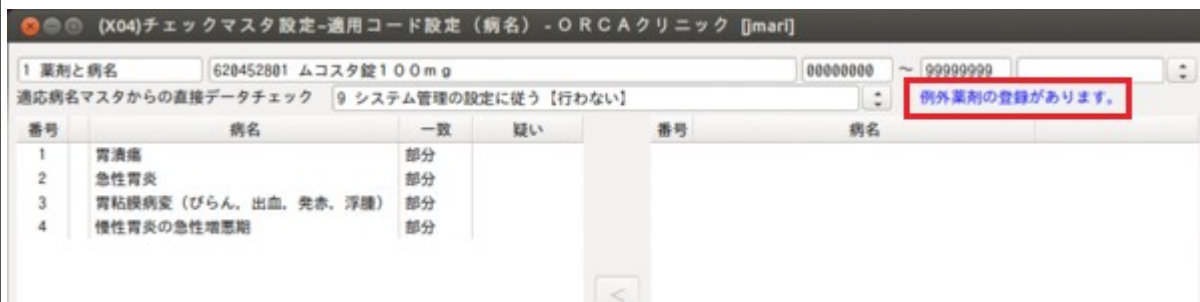 (X04)チェックマスタ設定-適用コード設定（病名）-ＯＲＣＡクリニック [jmari]
1 薬剤と病名 620452801 ムコスタ錠１００ｍｇ 00000000 ～ 99999999
適応病名マスタからの直接データチェック 9 システム管理の設定に従う【行わない】 例外薬剤の登録があります。
番号 病名 一致 疑い 番号 病名
1 胃潰瘍 部分
2 急性胃炎 部分
3 胃粘膜病変（びらん，出血，発赤，浮腫） 部分
4 慢性胃炎の急性増悪期 部分
<